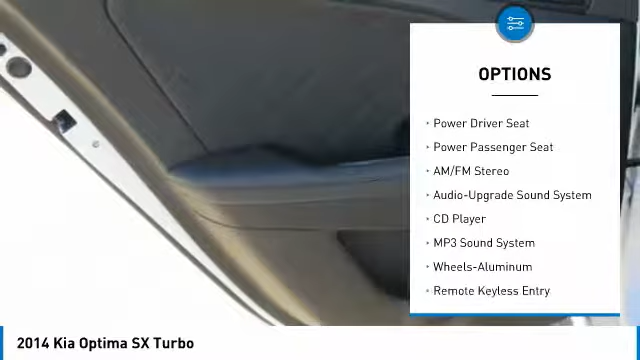 OPTIONS
· Power Driver Seat
· Power Passenger Seat
· AM/FM Stereo
· Audio-Upgrade Sound System
· CD Player
· MP3 Sound System
· Wheels-Aluminum
· Remote Keyless Entry
2014 Kia Optima SX Turbo